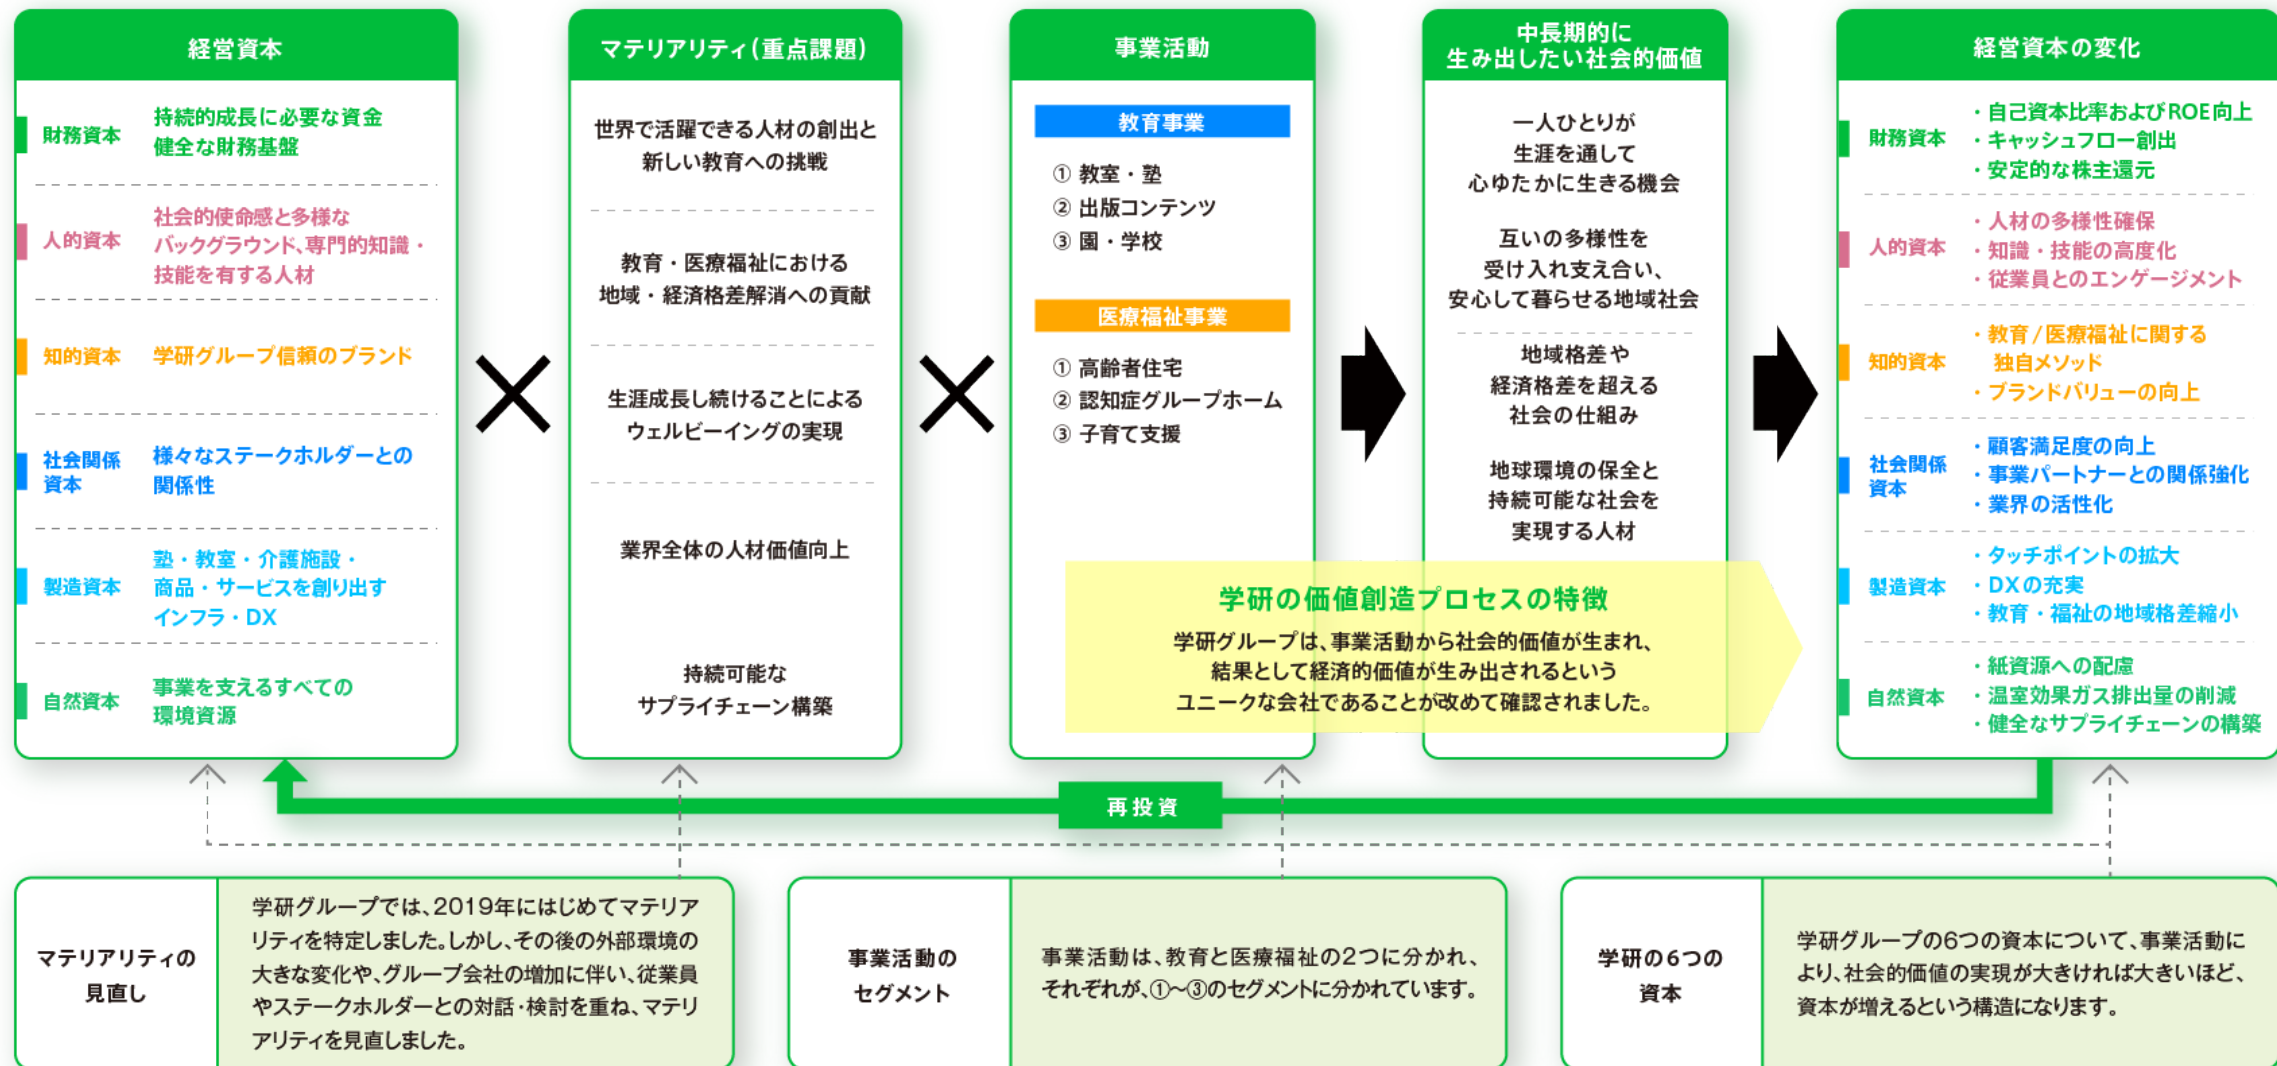 経営資本
財務資本
持続的成長に必要な資金
健全な財務基盤
人的資本
社会的使命感と多様な
バックグラウンド、専門的知識・
技能を有する人材
知的資本
学研グループ信頼のブランド
社会関係
資本
様々なステークホルダーとの
関係性
製造資本
塾・教室・介護施設・
商品・サービスを創り出す
インフラ・DX
自然資本
事業を支えるすべての
環境資源
マテリアリティ(重点課題)
世界で活躍できる人材の創出と
新しい教育への挑戦
教育・医療福祉における
地域・経済格差解消への貢献
生涯成長し続けることによる
ウェルビーイングの実現
業界全体の人材価値向上
持続可能な
サプライチェーン構築
事業活動
教育事業
① 教室・塾
② 出版コンテンツ
③ 園・学校
医療福祉事業
① 高齢者住宅
② 認知症グループホーム
③ 子育て支援
中長期的に
生み出したい社会的価値
一人ひとりが
生涯を通して
心ゆたかに生きる機会
互いの多様性を
受け入れ支え合い、
安心して暮らせる地域社会
地域格差や
経済格差を超える
社会の仕組み
地球環境の保全と
持続可能な社会を
実現する人材
学研の価値創造プロセスの特徴
学研グループは、事業活動から社会的価値が生まれ、
結果として経済的価値が生み出されるという
ユニークな会社であることが改めて確認されました。
経営資本の変化
財務資本
・自己資本比率およびROE向上
・キャッシュフロー創出
・安定的な株主還元
人的資本
・人材の多様性確保
・知識・技能の高度化
・従業員とのエンゲージメント
知的資本
・教育/医療福祉に関する
独自メソッド
・ブランドバリューの向上
社会関係
資本
・顧客満足度の向上
・事業パートナーとの関係強化
・業界の活性化
製造資本
・タッチポイントの拡大
・DXの充実
・教育・福祉の地域格差縮小
自然資本
・紙資源への配慮
・温室効果ガス排出量の削減
・健全なサプライチェーンの構築
再投資
マテリアリティの
見直し
学研グループでは、2019年にはじめてマテリア
リティを特定しました。しかし、その後の外部環境の
大きな変化や、グループ会社の増加に伴い、従業員
やステークホルダーとの対話・検討を重ね、マテリ
アリティを見直しました。
事業活動の
セグメント
事業活動は、教育と医療福祉の2つに分かれ、
それぞれが、①〜③のセグメントに分かれています。
学研の6つの
資本
学研グループの6つの資本について、事業活動に
より、社会的価値の実現が大きければ大きいほど、
資本が増えるという構造になります。